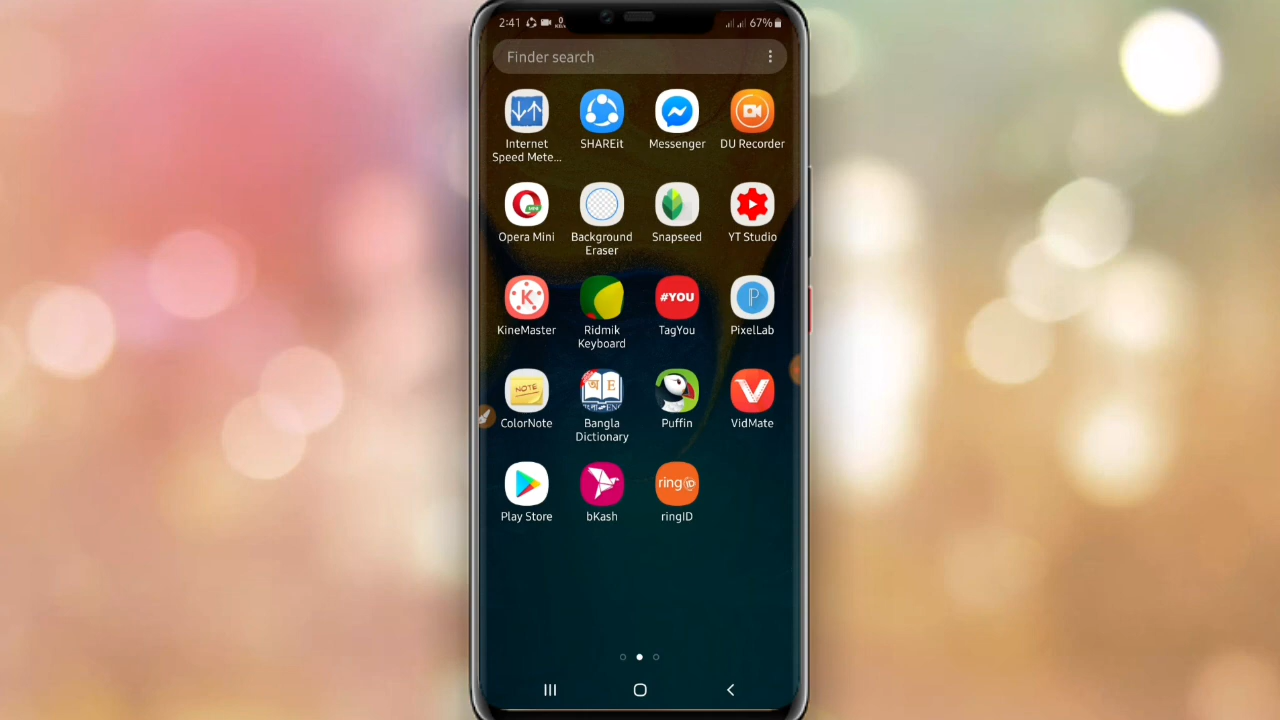 2:41
67%
Finder search
Internet
Speed Mete...
SHAREit
Messenger
DU Recorder
Opera Mini
Background
Eraser
Snapseed
YT Studio
#YOU
KineMaster
Ridmik
Keyboard
TagYou
PixelLab
NOTE
অ E
ColorNote
Bangla
Dictionary
Puffin
VidMate
ringID
Play Store
bKash
ringID